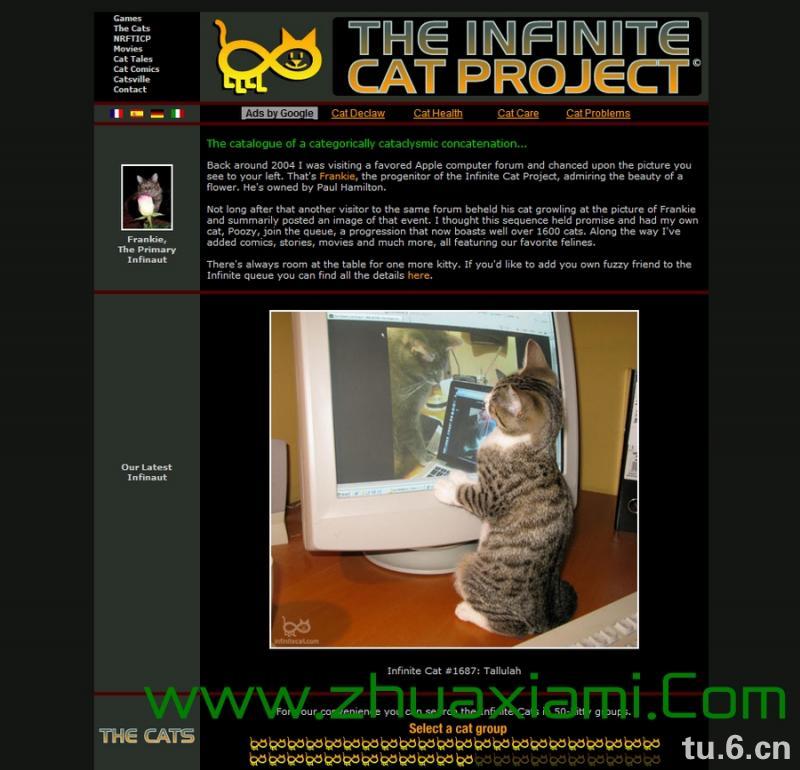 Games
The Cats
NRFTICP
Movies
Cat Tales
Cat Comics
Catsville
Contact
THE INFINITE
CAT PROJECT©
Ads by Google Cat Declaw Cat Health Cat Care Cat Problems
The catalogue of a categorically cataclysmic concatenation...
Back around 2004 I was visiting a favored Apple computer forum and chanced upon the picture you
see to your left. That's Frankie, the progenitor of the Infinite Cat Project, admiring the beauty of a
flower. He's owned by Paul Hamilton.
Not long after that another visitor to the same forum beheld his cat growling at the picture of Frankie
and summarily posted an image of that event. I thought this sequence held promise and had my own
cat, Poozy, join the queue, a progression that now boasts well over 1600 cats. Along the way I've
added comics, stories, movies and much more, all featuring our favorite felines.
There's always room at the table for one more kitty. If you'd like to add you own fuzzy friend to the
Infinite queue you can find all the details here.
Frankie,
The Primary
Infinaut
Our Latest
Infinaut
infinitecat.com
Infinite Cat #1687: Tallulah
www.zhuaxiami.Com
For your convenience you can search the Infinite Cats in 50-kitty groups.
Select a cat group
THE CATS
tu.6.cn